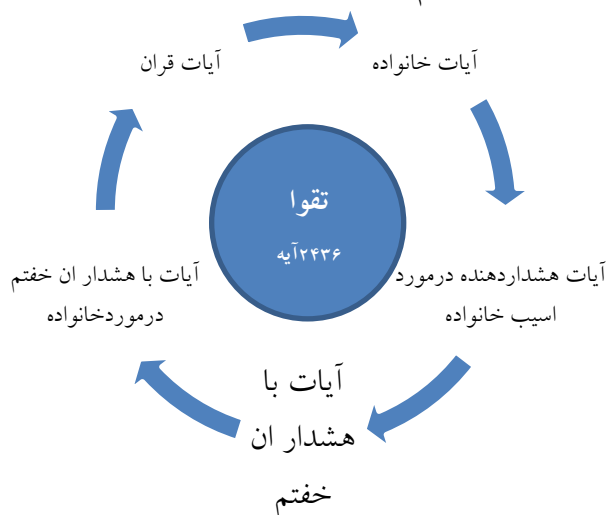 آیات خانواده
آیات قران
تقوا
۲۴۳۶آیه
آیات هشداردهنده درمورد
اسیب خانواده
آیات با هشدار ان خفتم
درموردخانواده
آیات با
هشدار ان
خفتم